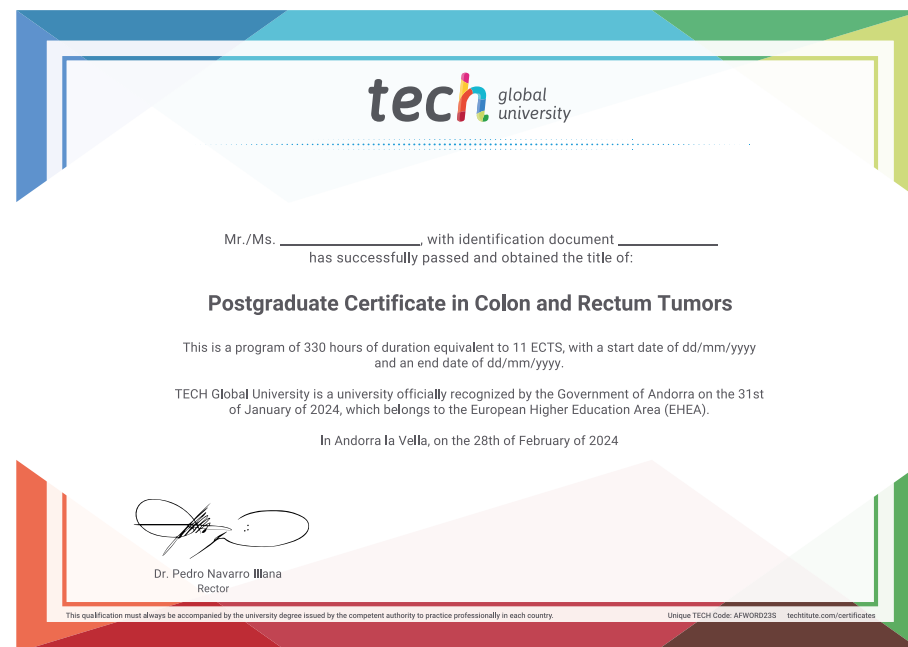 tech global university
Mr./Ms. ____________, with identification document ____________
has successfully passed and obtained the title of:
Postgraduate Certificate in Colon and Rectum Tumors
This is a program of 330 hours of duration equivalent to 11 ECTS, with a start date of dd/mm/yyyy
and an end date of dd/mm/yyyy.
TECH Global University is a university officially recognized by the Government of Andorra on the 31st
of January of 2024, which belongs to the European Higher Education Area (EHEA).
In Andorra la Vella, on the 28th of February of 2024
Dr. Pedro Navarro Illana
Rector
This qualification must always be accompanied by the university degree issued by the competent authority to practice professionally in each country.
Unique TECH Code: AFWORD23S techtitute.com/certificates